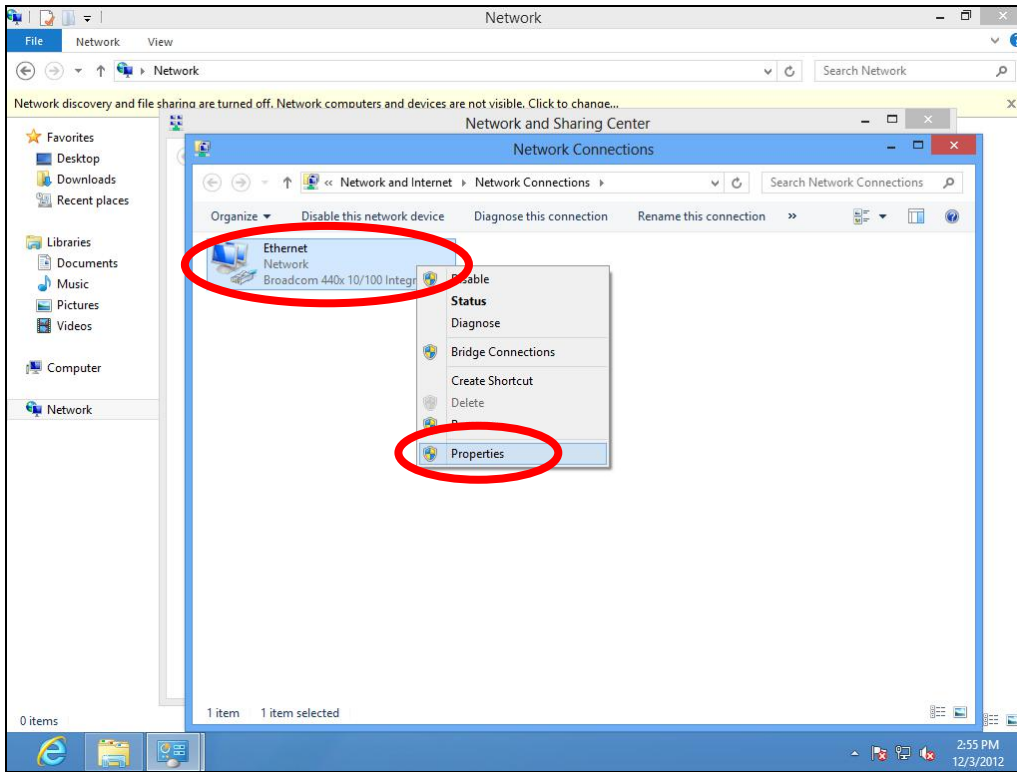 Network
File Network View
Network
Search Network
Network discovery and file sharing are turned off. Network computers and devices are not visible. Click to change...
Favorites
Desktop
Downloads
Recent places
Libraries
Documents
Music
Pictures
Videos
Computer
Network
0 items
Network and Sharing Center
Network Connections
« Network and Internet Network Connections
Search Network Connections
Organize Disable this network device Diagnose this connection Rename this connection »
Ethernet
Network
Broadcom 440x 10/100 Integr
Disable
Status
Diagnose
Bridge Connections
Create Shortcut
Delete
Properties
1 item 1 item selected
2:55 PM
12/3/2012